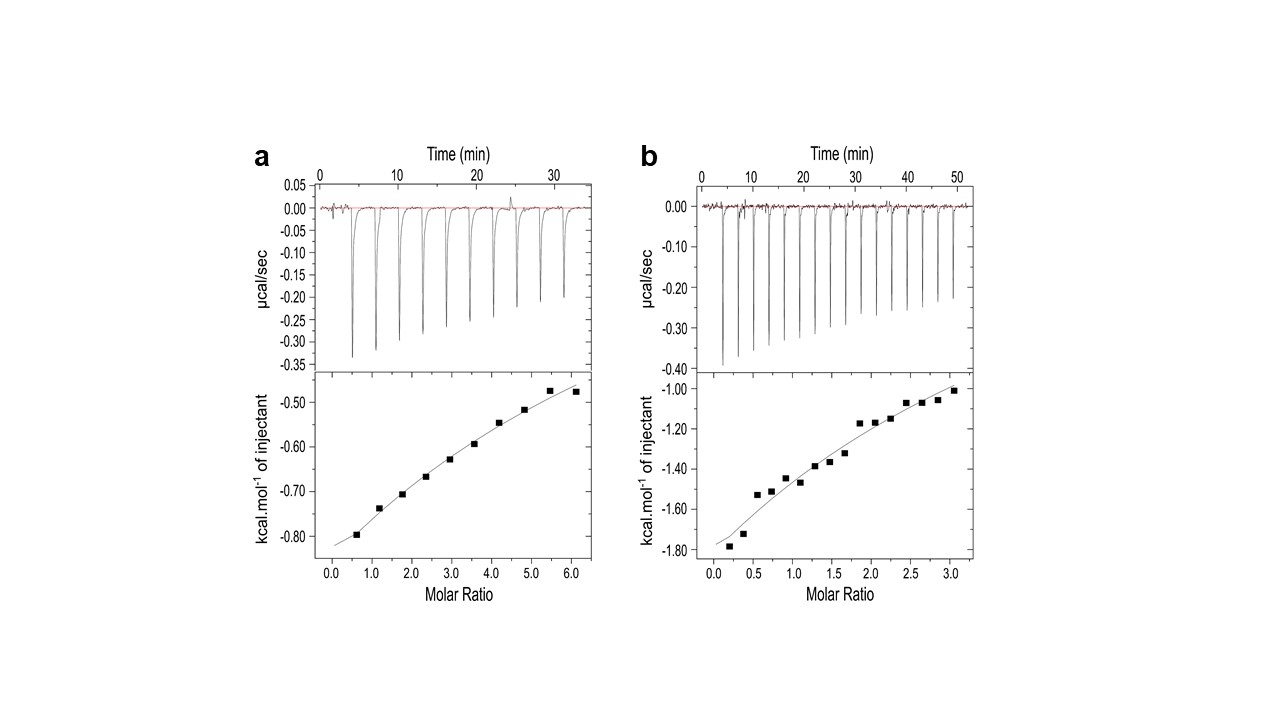 a
Time (min)
0 10 20 30
0.05
0.00
-0.05
-0.10
-0.15
-0.20
-0.25
-0.30
-0.35
µcal/sec
-0.50
-0.60
-0.70
-0.80
kcal.mol⁻¹ of injectant
0.0 1.0 2.0 3.0 4.0 5.0 6.0
Molar Ratio
b
Time (min)
0 10 20 30 40 50
0.00
-0.10
-0.20
-0.30
-0.40
µcal/sec
-1.00
-1.20
-1.40
-1.60
-1.80
kcal.mol⁻¹ of injectant
0.0 0.5 1.0 1.5 2.0 2.5 3.0
Molar Ratio